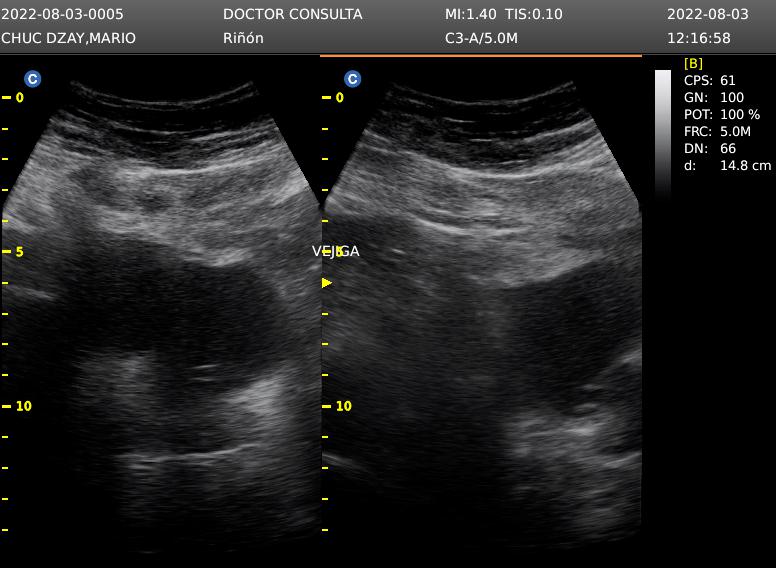 2022-08-03-0005 DOCTOR CONSULTA MI:1.40 TIS:0.10 2022-08-03
CHUC DZAY,MARIO Riñón C3-A/5.0M 12:16:58
C C
[B]
CPS: 61
GN: 100
POT: 100 %
FRC: 5.0M
DN: 66
d: 14.8 cm
0 0
5 VEJIGA 5
10 10